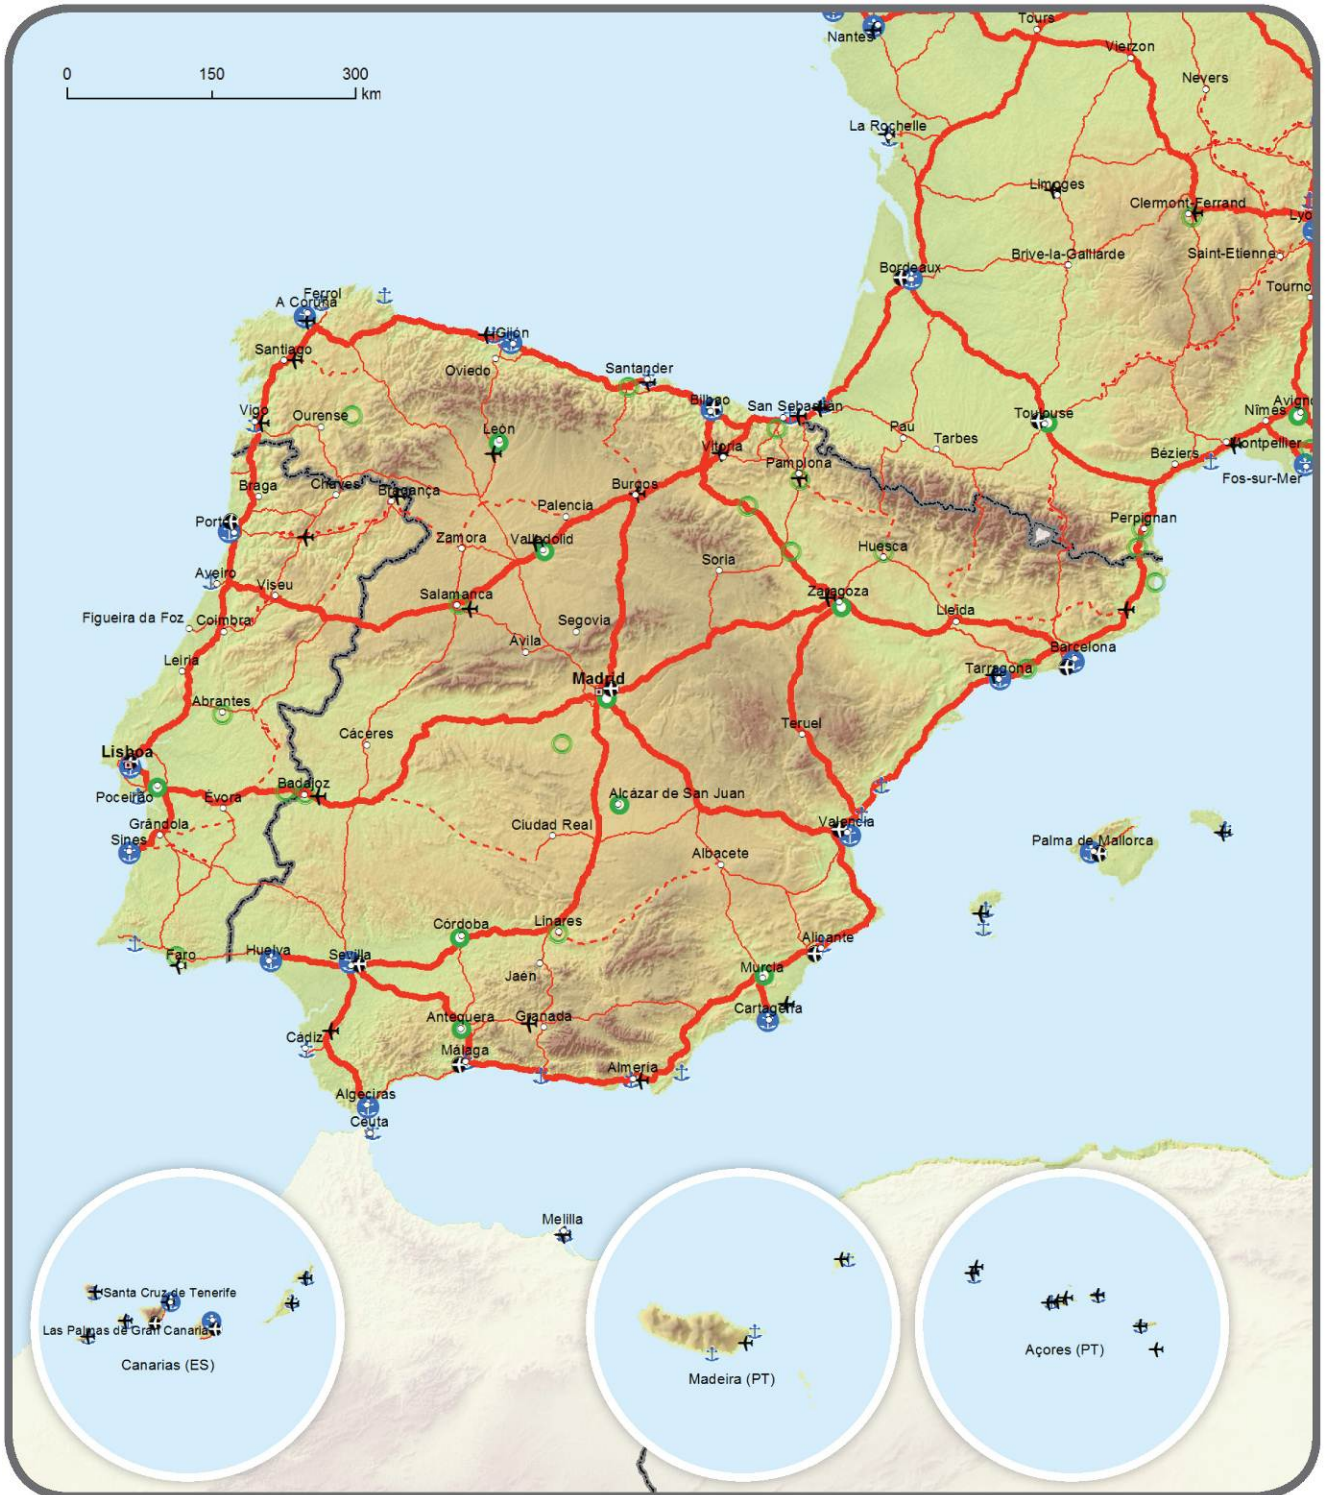 0 150 300
km
Tours
Nantes
Vierzon
Nevers
La Rochelle
Limoges
Clermont-Ferrand
Lyo
Saint-Etienne
Brive-la-Gaillarde
Bordeaux
Tourno
Ferrol
A Coruña
Gijón
Santiago
Oviedo
Santander
Bilbao
San Sebastian
Avigno
Nîmes
Vigo
Ourense
León
Toulouse
Pau
Tarbes
Montpellier
Vitoria
Béziers
Pamplona
Fos-sur-Mer
Braga
Chaves
Bragança
Burgos
Palencia
Perpignan
Porto
Zamora
Valladolid
Huesca
Soria
Aveiro
Viseu
Salamanca
Zaragoza
Lleida
Figueira da Foz
Coimbra
Segovia
Avila
Barcelona
Leiria
Tarragona
Madrid
Abrantes
Teruel
Cáceres
Lisboa
Badajoz
Poceirão
Évora
Alcázar de San Juan
Grândola
Ciudad Real
Valencia
Sines
Palma de Mallorca
Albacete
Córdoba
Linares
Alicante
Faro
Huelva
Sevilla
Jaén
Murcia
Cartagena
Antequera
Granada
Cádiz
Málaga
Almería
Algeciras
Ceuta
Melilla
Santa Cruz de Tenerife
Las Palmas de Gran Canaria
Canarias (ES)
Madeira (PT)
Açores (PT)